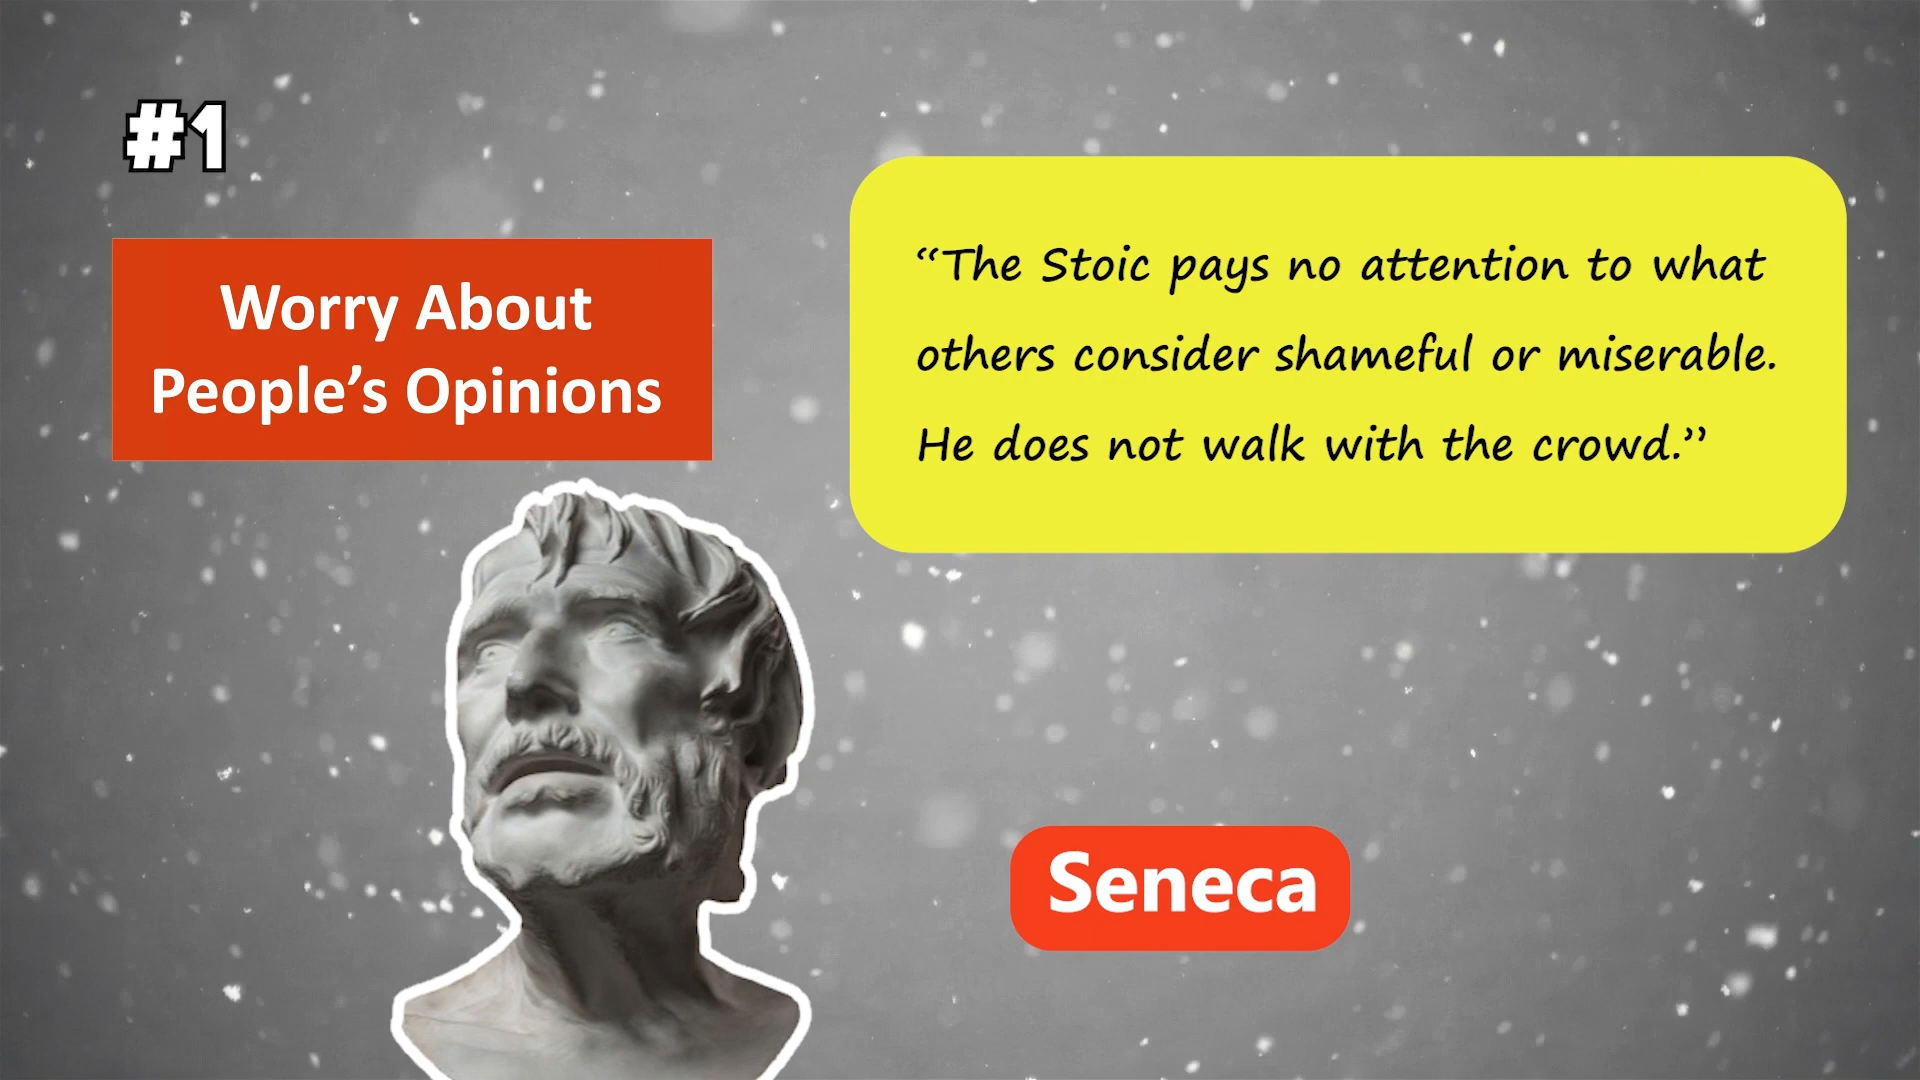 #1
Worry About
People’s Opinions
“The Stoic pays no attention to what
others consider shameful or miserable.
He does not walk with the crowd.”
Seneca